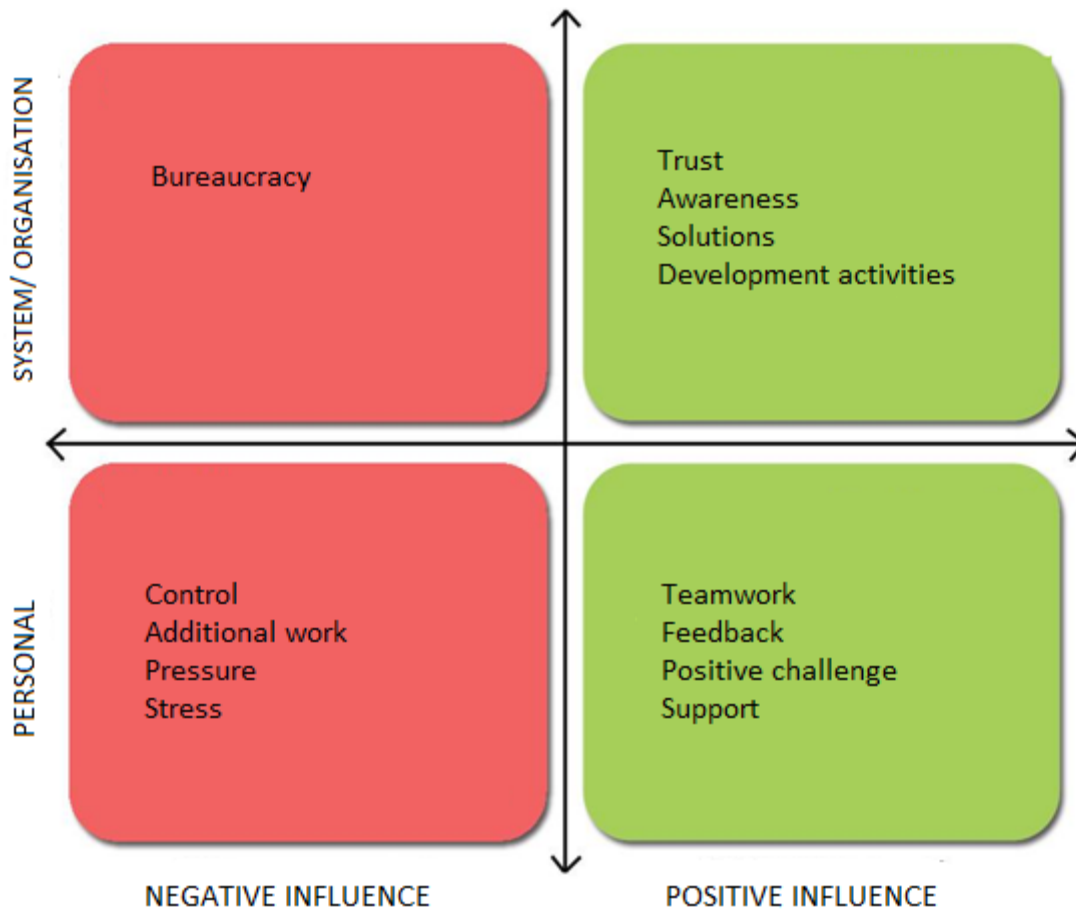 SYSTEM/ ORGANISATION
Bureaucracy
Trust
Awareness
Solutions
Development activities
PERSONAL
Control
Additional work
Pressure
Stress
Teamwork
Feedback
Positive challenge
Support
NEGATIVE INFLUENCE
POSITIVE INFLUENCE